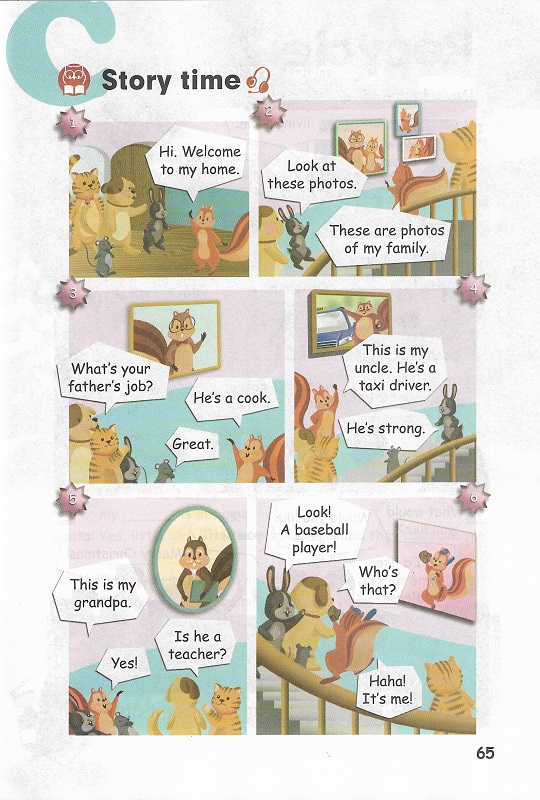 C
Story time
1
Hi. Welcome
to my home.
2
Look at
these photos.
These are photos
of my family.
3
What's your
father's job?
He's a cook.
Great.
4
This is my
uncle. He's a
taxi driver.
He's strong.
5
This is my
grandpa.
Is he a
teacher?
Yes!
6
Look!
A baseball
player!
Who's
that?
Haha!
It's me!
65